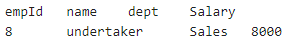 empId name dept Salary
8 undertaker Sales 8000